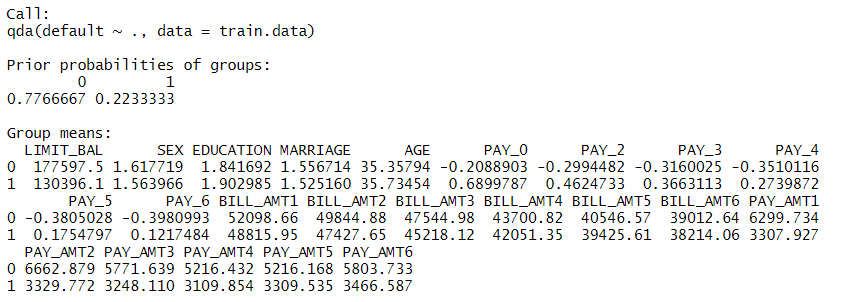 Call:
qda(default ~ ., data = train.data)
Prior probabilities of groups:
0 1
0.7766667 0.2233333
Group means:
LIMIT_BAL SEX EDUCATION MARRIAGE AGE PAY_0 PAY_2 PAY_3 PAY_4
0 177597.5 1.617719 1.841692 1.556714 35.35794 -0.2088903 -0.2994482 -0.3160025 -0.3510116
1 130396.1 1.563966 1.902985 1.525160 35.73454 0.6899787 0.4624733 0.3663113 0.2739872
PAY_5 PAY_6 BILL_AMT1 BILL_AMT2 BILL_AMT3 BILL_AMT4 BILL_AMT5 BILL_AMT6 PAY_AMT1
0 -0.3805028 -0.3980993 52098.66 49844.88 47544.98 43700.82 40546.57 39012.64 6299.734
1 0.1754797 0.1217484 48815.95 47427.65 45218.12 42051.35 39425.61 38214.06 3307.927
PAY_AMT2 PAY_AMT3 PAY_AMT4 PAY_AMT5 PAY_AMT6
0 6662.879 5771.639 5216.432 5216.168 5803.733
1 3329.772 3248.110 3109.854 3309.535 3466.587